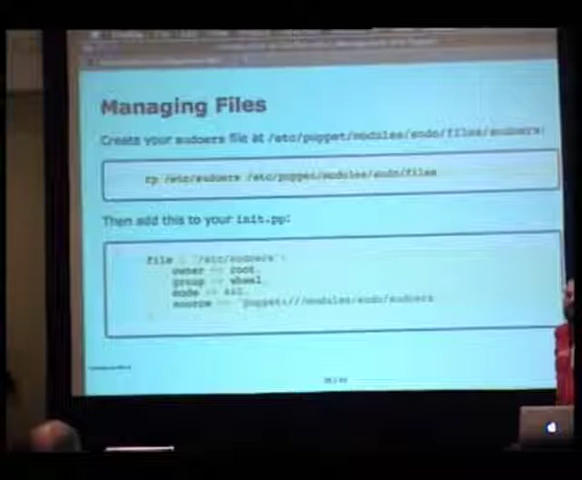 Managing Files
Create your sudoers file at /etc/puppet/modules/sudo/files/sudoers:
cp /etc/sudoers /etc/puppet/modules/sudo/files
Then add this to your init.pp:
file { "/etc/sudoers":
owner => root,
group => wheel,
mode => 440,
source => "puppet:///modules/sudo/sudoers"